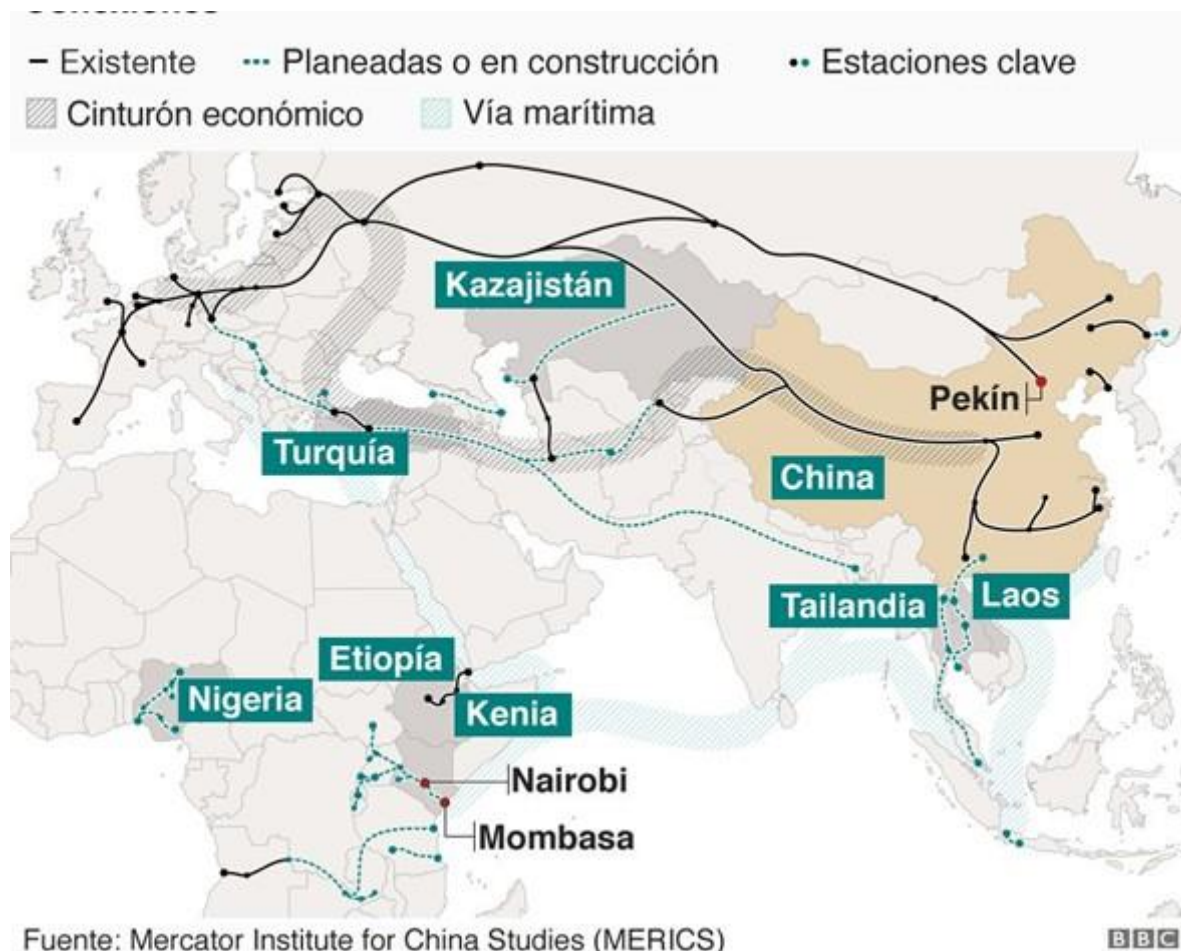 Existente Planeadas o en construcción Estaciones clave
Cinturón económico Vía marítima
Kazajistán
Pekín
Turquía
China
Tailandia
Laos
Etiopía
Nigeria
Kenia
Nairobi
Mombasa
Fuente: Mercator Institute for China Studies (MERICS)
BBC